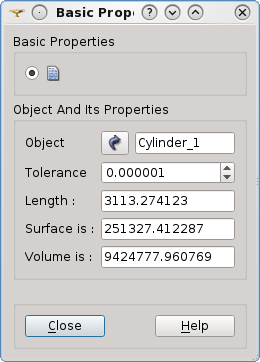 Basic Prope
Basic Properties
Object And Its Properties
Object Cylinder_1
Tolerance 0.000001
Length : 3113.274123
Surface is : 251327.412287
Volume is : 9424777.960769
Close Help